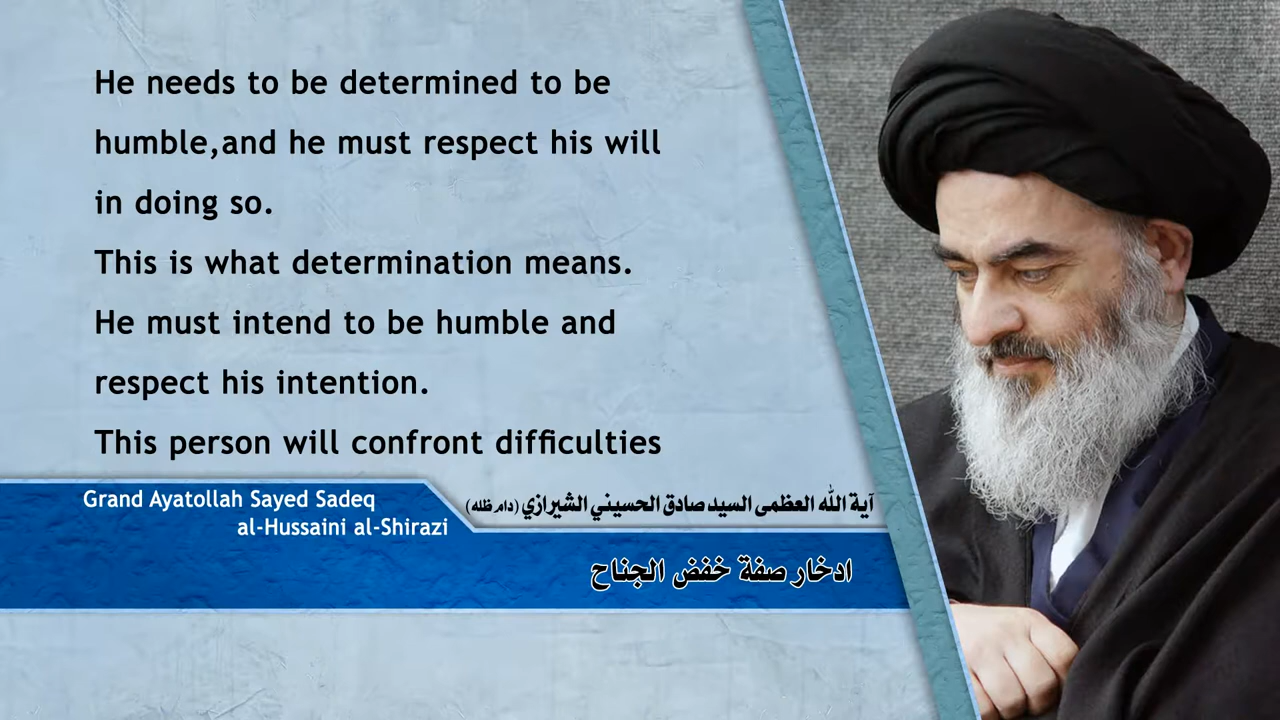 He needs to be determined to be
humble,and he must respect his will
in doing so.
This is what determination means.
He must intend to be humble and
respect his intention.
This person will confront difficulties
Grand Ayatollah Sayed Sadeq
al-Hussaini al-Shirazi
آية الله العظمى السيد صادق الحسيني الشيرازي (دام ظله)
ادخار صفة خفض الجناح